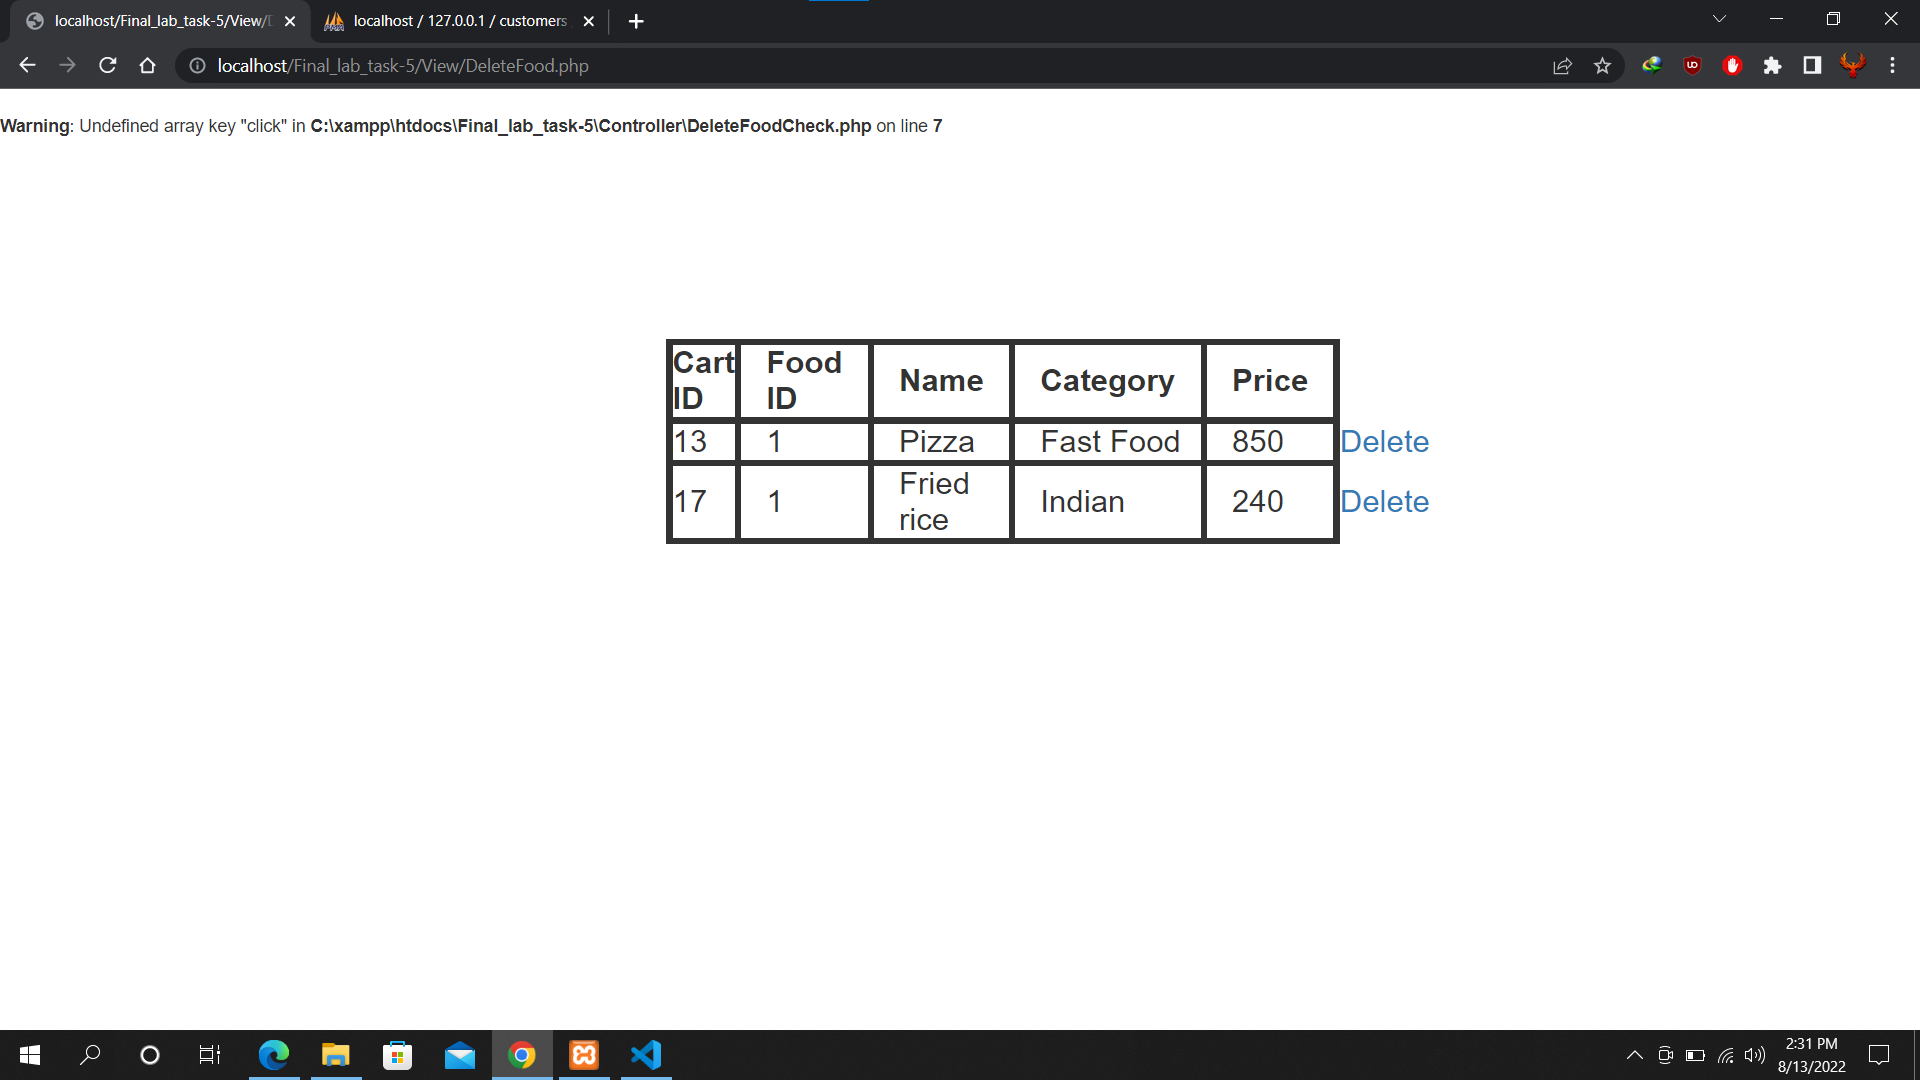 localhost/Final_lab_task-5/View/D
localhost / 127.0.0.1 / customers
localhost/Final_lab_task-5/View/DeleteFood.php
Warning: Undefined array key "click" in C:\xampp\htdocs\Final_lab_task-5\Controller\DeleteFoodCheck.php on line 7
Cart ID Food ID Name Category Price
13 1 Pizza Fast Food 850 Delete
17 1 Fried rice Indian 240 Delete
2:31 PM
8/13/2022